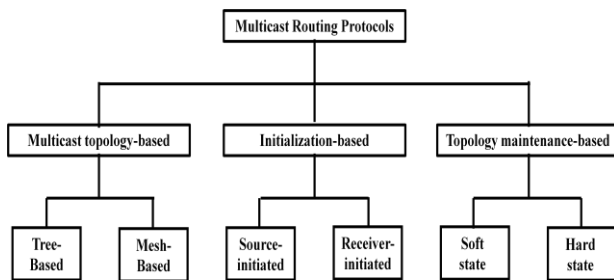 Multicast Routing Protocols
Multicast topology-based
Initialization-based
Topology maintenance-based
Tree-
Based
Mesh-
Based
Source-
initiated
Receiver-
initiated
Soft
state
Hard
state